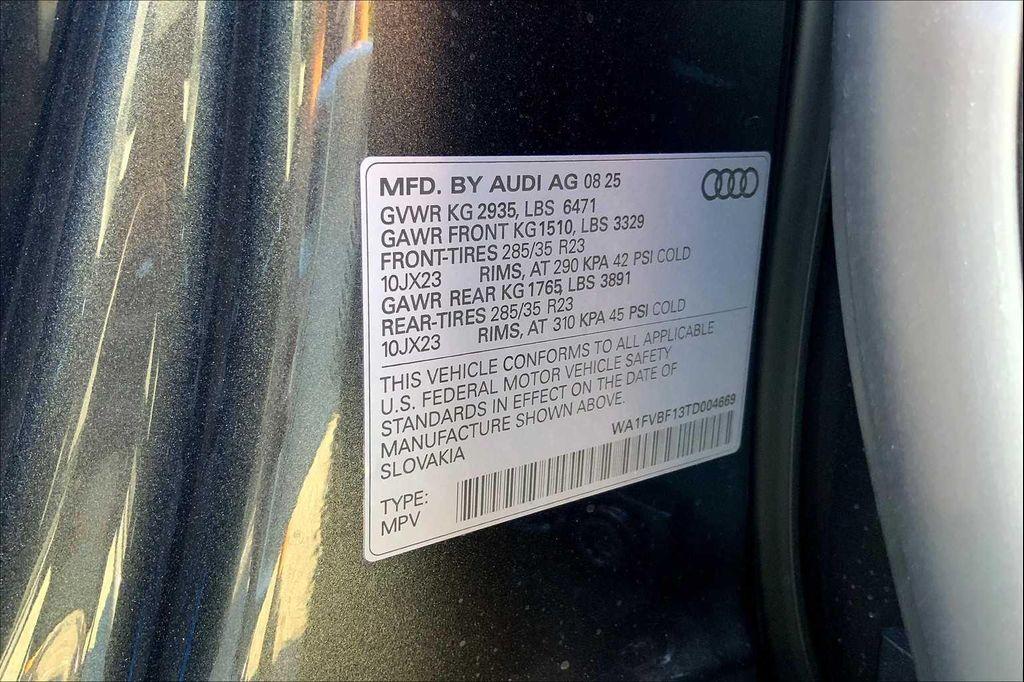 MFD. BY AUDI AG 08 25
GVWR KG 2935, LBS 6471
GAWR FRONT KG1510, LBS 3329
FRONT-TIRES 285/35 R23
10JX23 RIMS, AT 290 KPA 42 PSI COLD
GAWR REAR KG 1765, LBS 3891
REAR-TIRES 285/35 R23
10JX23 RIMS, AT 310 KPA 45 PSI COLD
THIS VEHICLE CONFORMS TO ALL APPLICABLE
U.S. FEDERAL MOTOR VEHICLE SAFETY
STANDARDS IN EFFECT ON THE DATE OF
MANUFACTURE SHOWN ABOVE.
SLOVAKIA
WA1FVBF13TD004669
TYPE:
MPV